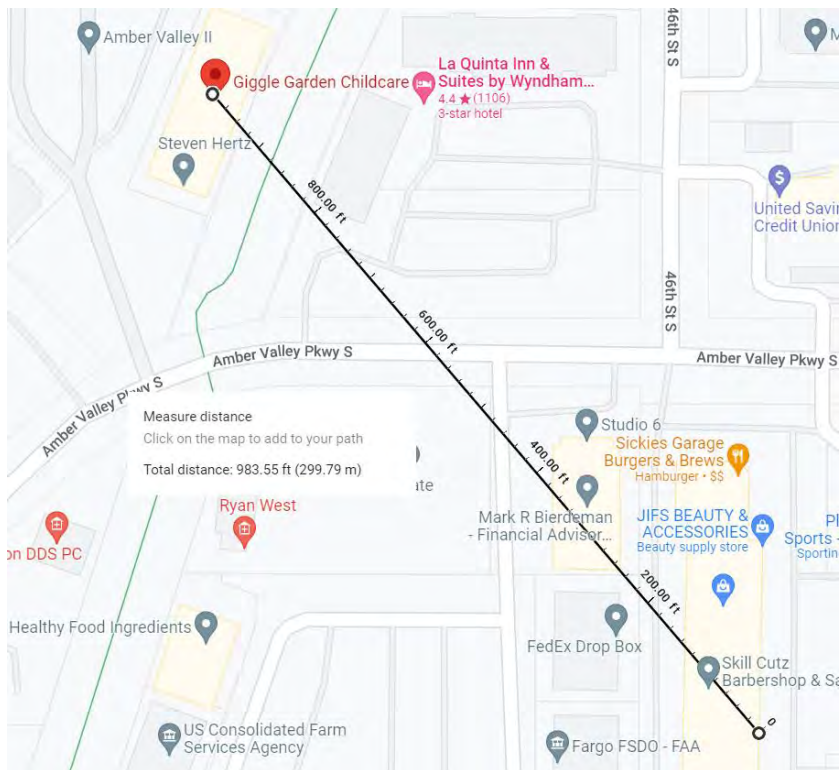 Amber Valley II
46th St S
M
La Quinta Inn &
Suites by Wyndham...
4.4 ★ (1106)
3-star hotel
Giggle Garden Childcare
Steven Hertz
800.00 ft
United Savin
Credit Union
46th St S
600.00 ft
Amber Valley Pkwy S
Amber Valley Pkwy S
Amber Valley Pkwy S
Measure distance
Click on the map to add to your path
Total distance: 983.55 ft (299.79 m)
Studio 6
Sickies Garage
Burgers & Brews
Hamburger • $$
400.00 ft
ate
Ryan West
Mark R Bierdeman
- Financial Advisor...
JIFS BEAUTY &
ACCESSORIES
Beauty supply store
Pl
Sports -
Sporting
on DDS PC
200.00 ft
Healthy Food Ingredients
FedEx Drop Box
Skill Cutz
Barbershop & Sa
0
US Consolidated Farm
Services Agency
Fargo FSDO - FAA